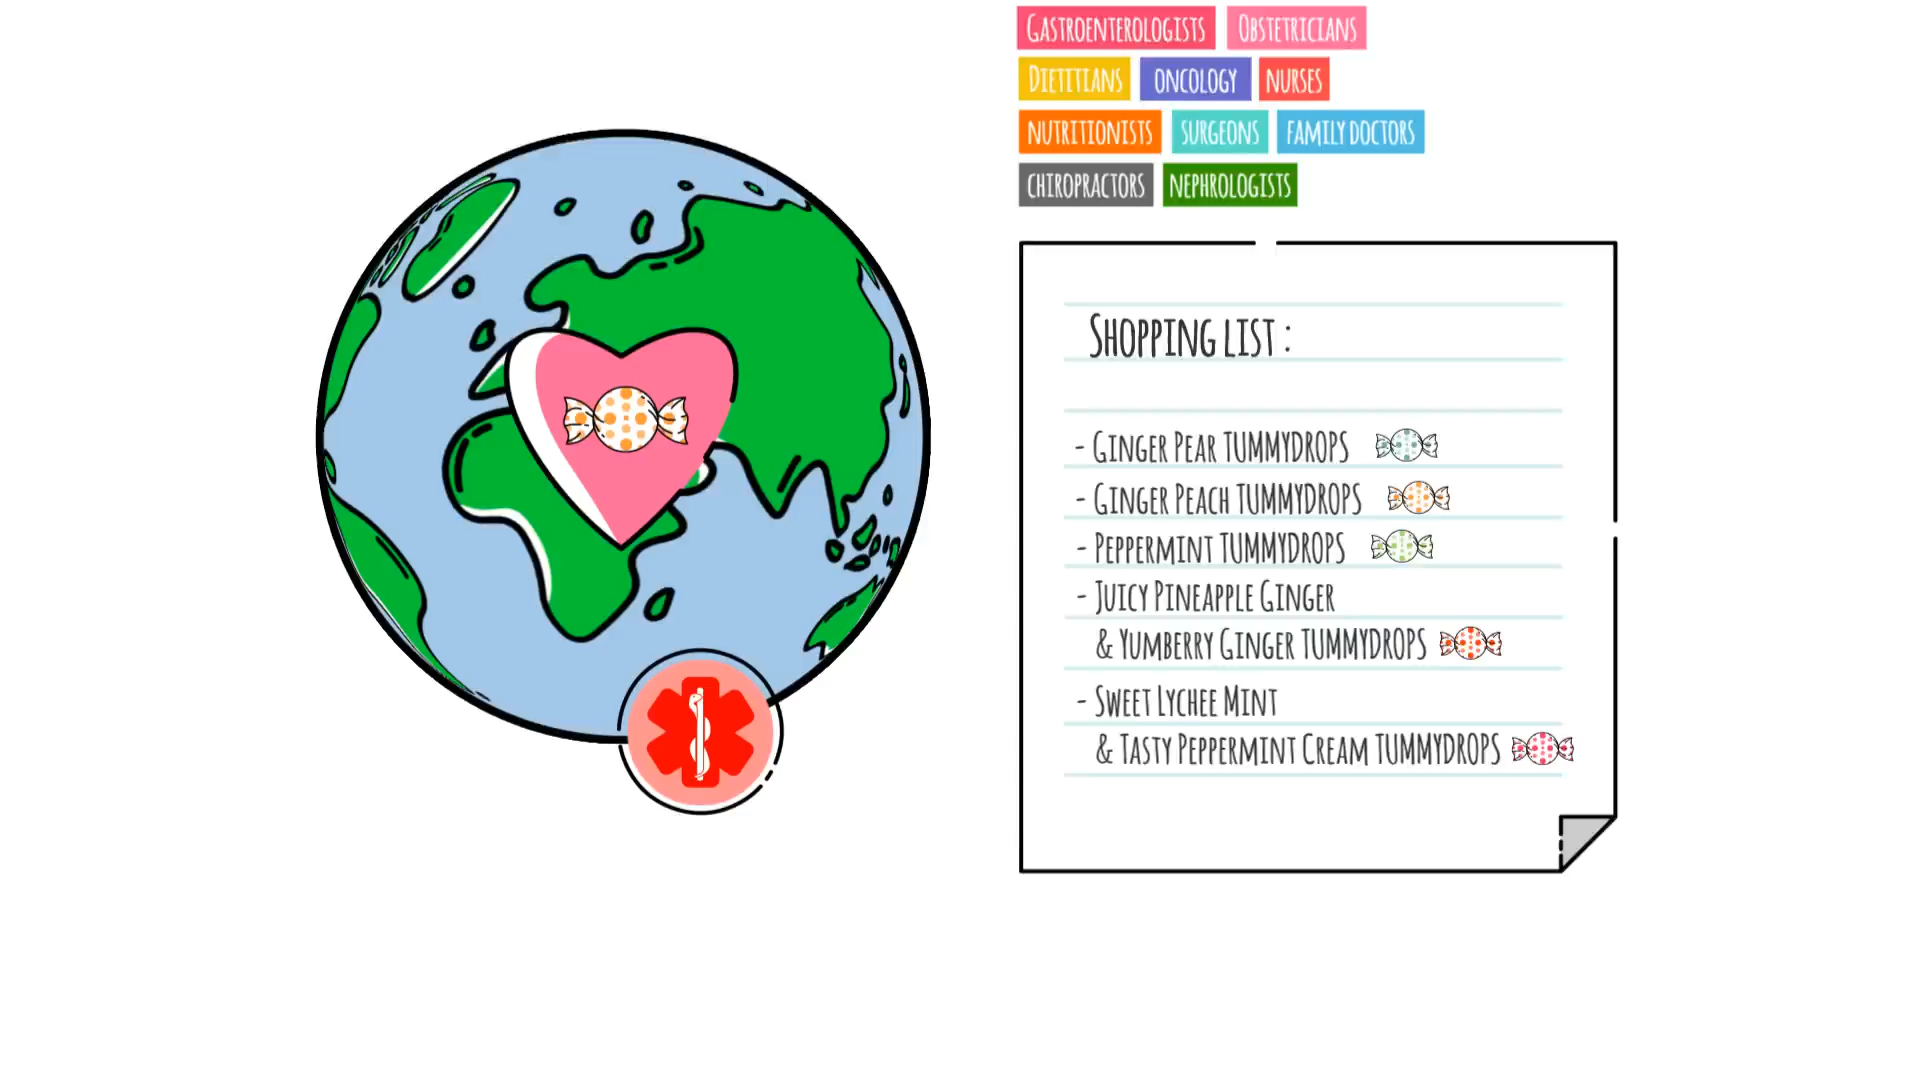 Gastroenterologists Obstetricians
Dietitians oncology nurses
nutritionists surgeons family doctors
chiropractors nephrologists
Shopping list :
- Ginger Pear TUMMYDROPS
- Ginger Peach TUMMYDROPS
- Peppermint TUMMYDROPS
- Juicy Pineapple Ginger
& Yumberry Ginger TUMMYDROPS
- Sweet Lychee Mint
& Tasty Peppermint Cream TUMMYDROPS